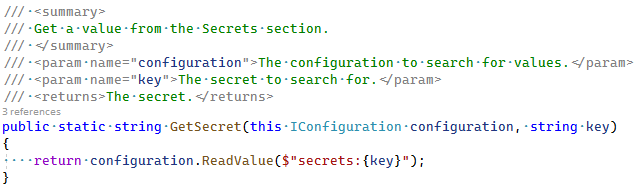 /// <summary>
/// Get a value from the Secrets section.
/// </summary>
/// <param name="configuration">The configuration to search for values.</param>
/// <param name="key">The secret to search for.</param>
/// <returns>The secret.</returns>
3 references
public static string GetSecret(this IConfiguration configuration, string key)
{
    return configuration.ReadValue($"secrets:{key}");
}